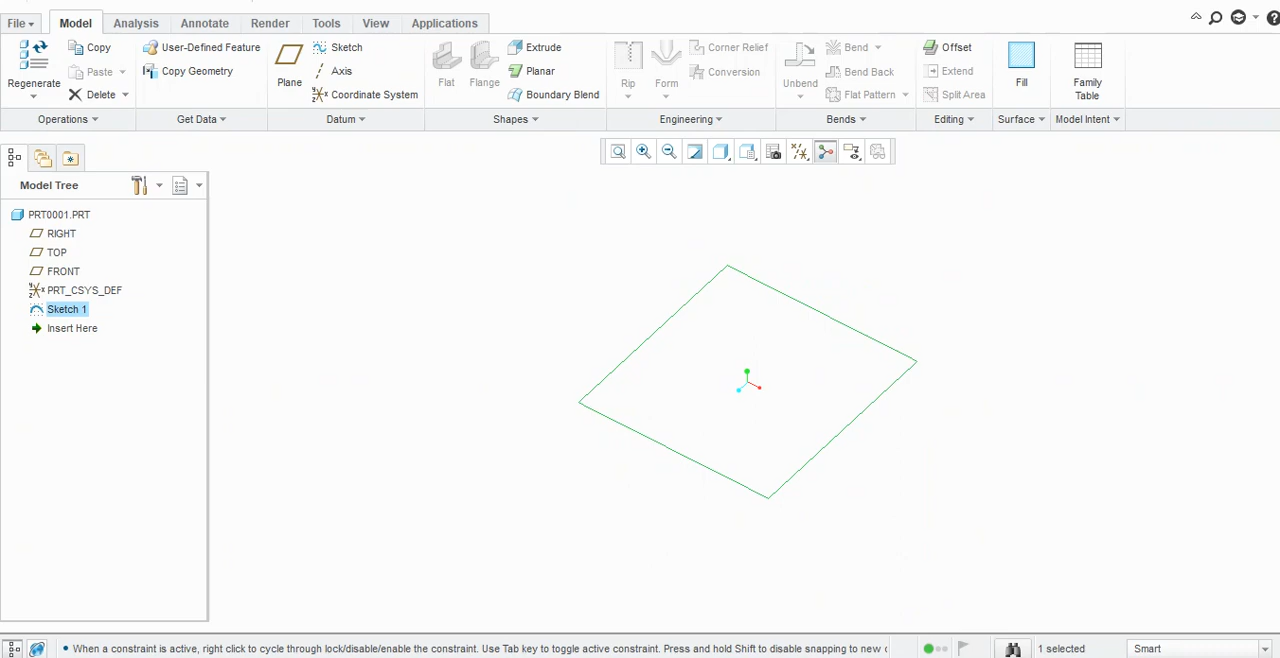 File
Model
Analysis
Annotate
Render
Tools
View
Applications
Regenerate
Copy
Paste
Delete
User-Defined Feature
Copy Geometry
Plane
Sketch
Axis
Coordinate System
Flat
Flange
Extrude
Planar
Boundary Blend
Rip
Form
Corner Relief
Conversion
Unbend
Bend
Bend Back
Flat Pattern
Offset
Extend
Split Area
Fill
Family
Table
Operations
Get Data
Datum
Shapes
Engineering
Bends
Editing
Surface
Model Intent
Model Tree
PRT0001.PRT
RIGHT
TOP
FRONT
PRT_CSYS_DEF
Sketch 1
Insert Here
• When a constraint is active, right click to cycle through lock/disable/enable the constraint. Use Tab key to toggle active constraint. Press and hold Shift to disable snapping to new
1 selected
Smart